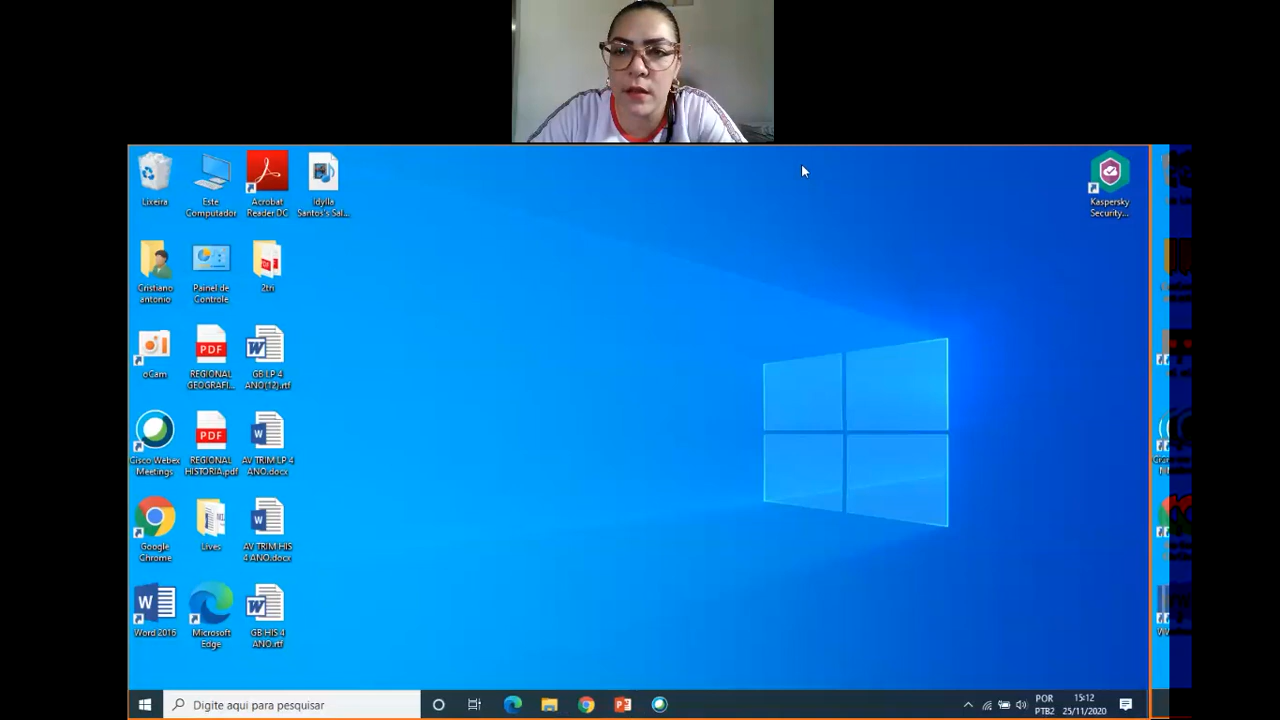 Lixeira
Este
Computador
Acrobat
Reader DC
Idylla
Santos's Sal...
Kaspersky
Security...
Cristiano
antonio
Painel de
Controle
2tri
oCam
PDF
REGIONAL
GEOGRAFI...
GB LP 4
ANO(12).rtf
Cisco Webex
Meetings
PDF
REGIONAL
HISTORIA.pdf
AV TRIM LP 4
ANO.docx
Google
Chrome
Lives
AV TRIM HIS
4 ANO.docx
Word 2016
Microsoft
Edge
GB HIS 4
ANO.rtf
Digite aqui para pesquisar
POR
PTB2
15:12
25/11/2020